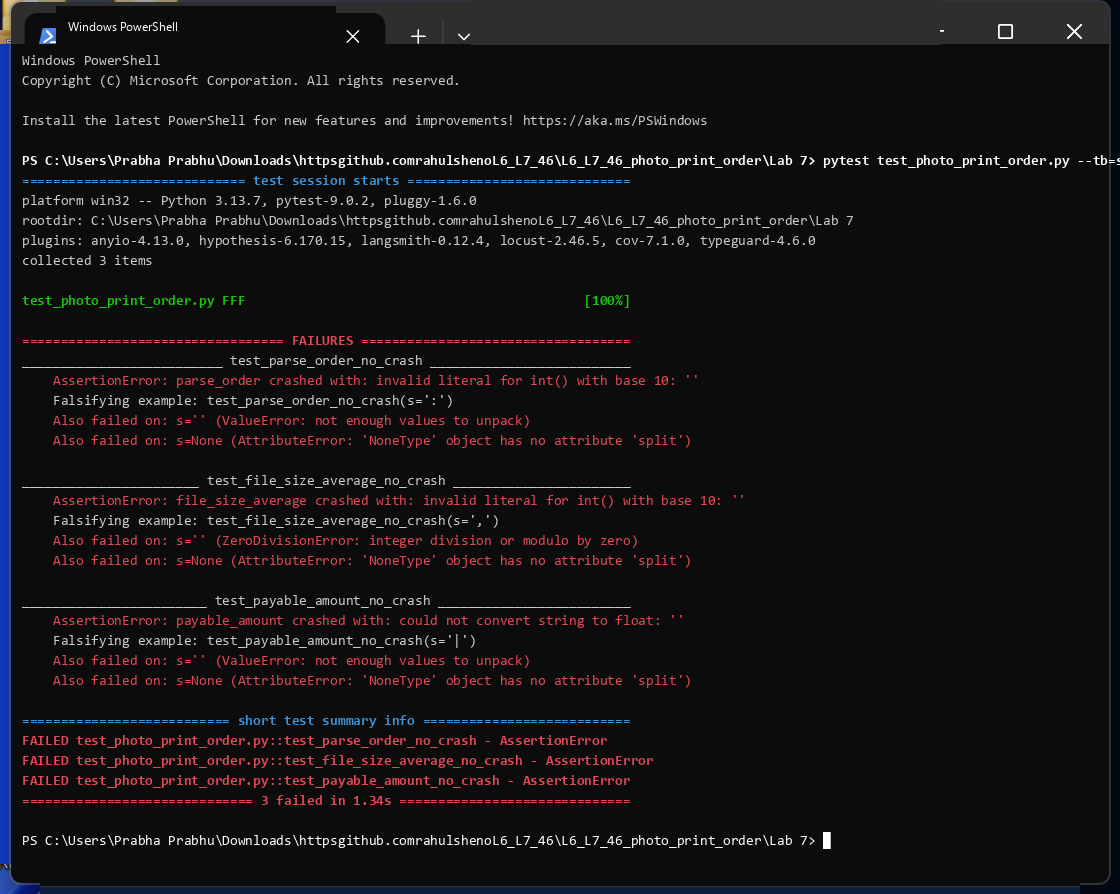 Windows PowerShell
Windows PowerShell
Copyright (C) Microsoft Corporation. All rights reserved.
Install the latest PowerShell for new features and improvements! https://aka.ms/PSWindows
PS C:\Users\Prabha Prabhu\Downloads\httpsgithub.comrahulshenoL6_L7_46\L6_L7_46_photo_print_order\Lab 7> pytest test_photo_print_order.py --tb=s
============================= test session starts =============================
platform win32 -- Python 3.13.7, pytest-9.0.2, pluggy-1.6.0
rootdir: C:\Users\Prabha Prabhu\Downloads\httpsgithub.comrahulshenoL6_L7_46\L6_L7_46_photo_print_order\Lab 7
plugins: anyio-4.13.0, hypothesis-6.170.15, langsmith-0.12.4, locust-2.46.5, cov-7.1.0, typeguard-4.6.0
collected 3 items
test_photo_print_order.py FFF                                            [100%]
================================== FAILURES ===================================
__________________________ test_parse_order_no_crash __________________________
    AssertionError: parse_order crashed with: invalid literal for int() with base 10: ''
    Falsifying example: test_parse_order_no_crash(s=':')
    Also failed on: s='' (ValueError: not enough values to unpack)
    Also failed on: s=None (AttributeError: 'NoneType' object has no attribute 'split')
_______________________ test_file_size_average_no_crash _______________________
    AssertionError: file_size_average crashed with: invalid literal for int() with base 10: ''
    Falsifying example: test_file_size_average_no_crash(s=',')
    Also failed on: s='' (ZeroDivisionError: integer division or modulo by zero)
    Also failed on: s=None (AttributeError: 'NoneType' object has no attribute 'split')
________________________ test_payable_amount_no_crash _________________________
    AssertionError: payable_amount crashed with: could not convert string to float: ''
    Falsifying example: test_payable_amount_no_crash(s='|')
    Also failed on: s='' (ValueError: not enough values to unpack)
    Also failed on: s=None (AttributeError: 'NoneType' object has no attribute 'split')
=========================== short test summary info ===========================
FAILED test_photo_print_order.py::test_parse_order_no_crash - AssertionError
FAILED test_photo_print_order.py::test_file_size_average_no_crash - AssertionError
FAILED test_photo_print_order.py::test_payable_amount_no_crash - AssertionError
============================== 3 failed in 1.34s ==============================
PS C:\Users\Prabha Prabhu\Downloads\httpsgithub.comrahulshenoL6_L7_46\L6_L7_46_photo_print_order\Lab 7>